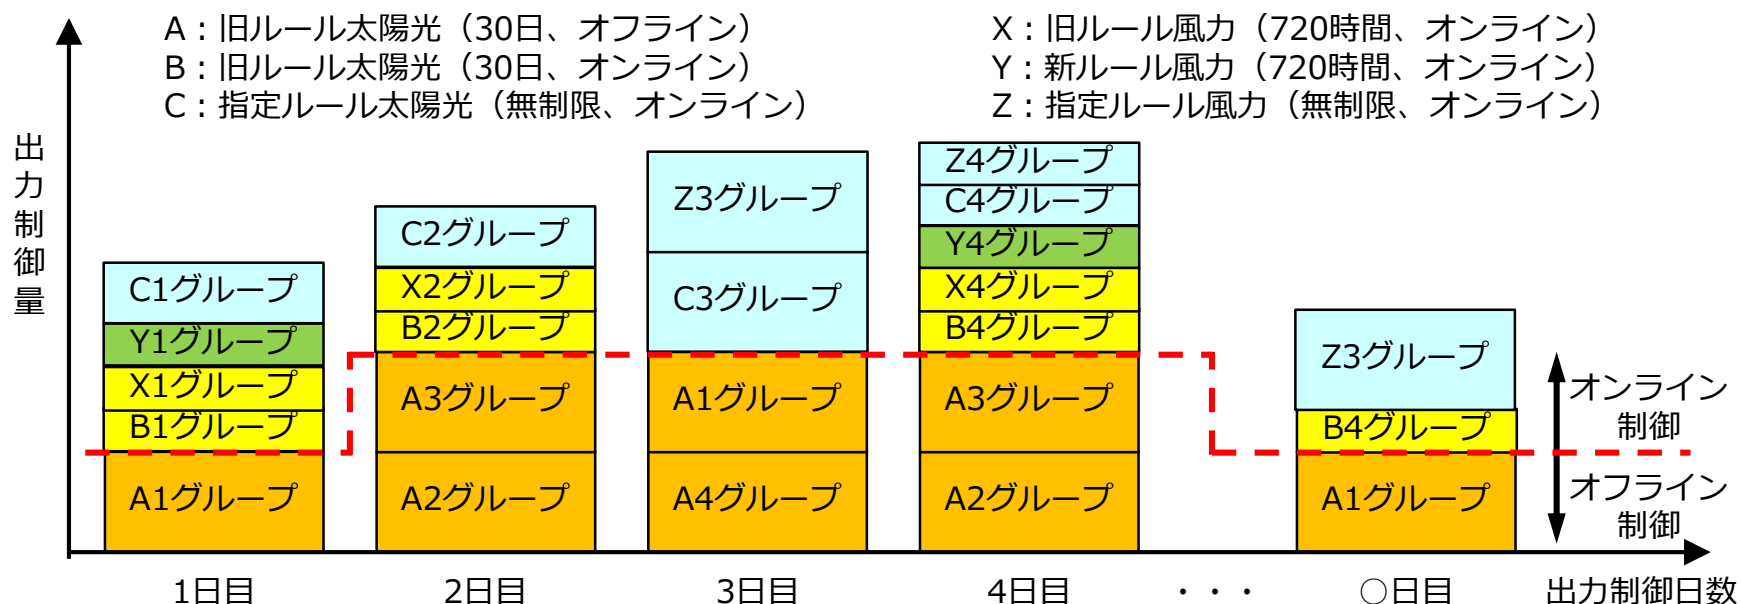 A：旧ルール太陽光（30日、オフライン）
B：旧ルール太陽光（30日、オンライン）
C：指定ルール太陽光（無制限、オンライン）
X：旧ルール風力（720時間、オンライン）
Y：新ルール風力（720時間、オンライン）
Z：指定ルール風力（無制限、オンライン）
出力制御量
C1グループ
Y1グループ
X1グループ
B1グループ
A1グループ
C2グループ
X2グループ
B2グループ
A3グループ
A2グループ
Z3グループ
C3グループ
A1グループ
A4グループ
Z4グループ
C4グループ
Y4グループ
X4グループ
B4グループ
A3グループ
A2グループ
Z3グループ
B4グループ
A1グループ
オンライン
制御
オフライン
制御
1日目
2日目
3日目
4日目
・・・
○日目
出力制御日数